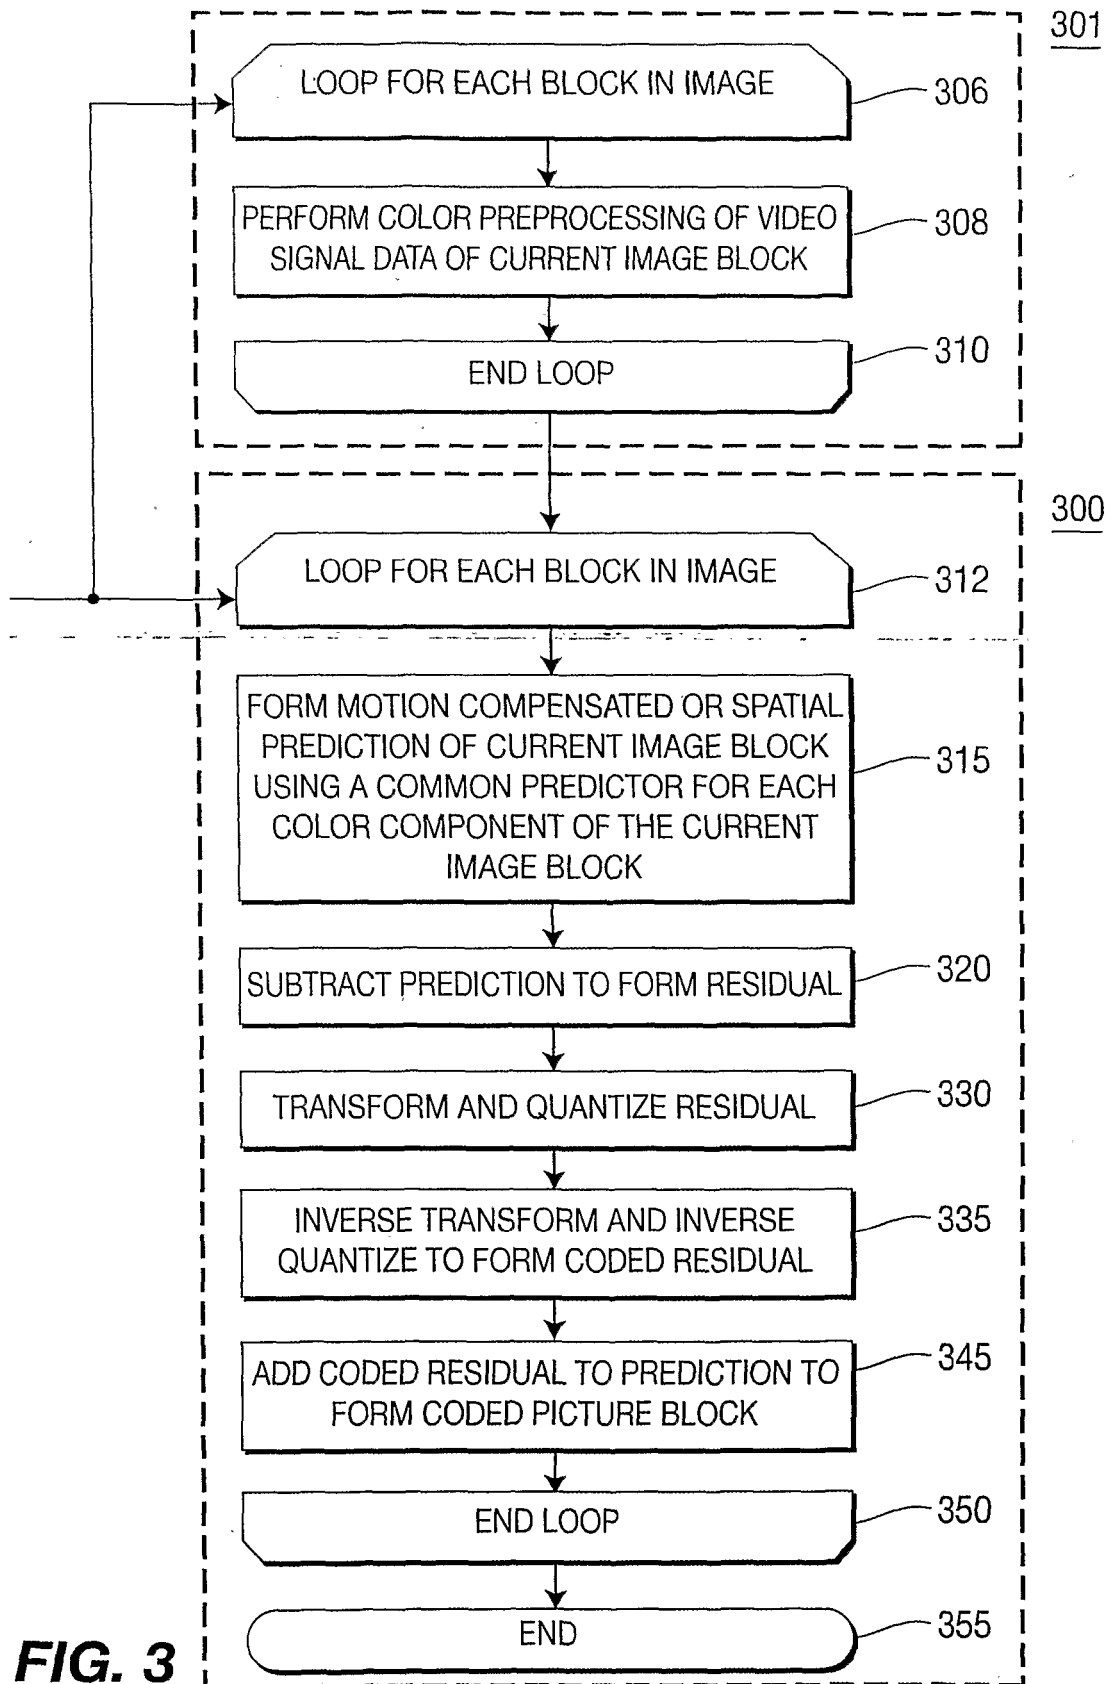 301
LOOP FOR EACH BLOCK IN IMAGE
306
PERFORM COLOR PREPROCESSING OF VIDEO
SIGNAL DATA OF CURRENT IMAGE BLOCK
308
END LOOP
310
300
LOOP FOR EACH BLOCK IN IMAGE
312
FORM MOTION COMPENSATED OR SPATIAL
PREDICTION OF CURRENT IMAGE BLOCK
USING A COMMON PREDICTOR FOR EACH
COLOR COMPONENT OF THE CURRENT
IMAGE BLOCK
315
SUBTRACT PREDICTION TO FORM RESIDUAL
320
TRANSFORM AND QUANTIZE RESIDUAL
330
INVERSE TRANSFORM AND INVERSE
QUANTIZE TO FORM CODED RESIDUAL
335
ADD CODED RESIDUAL TO PREDICTION TO
FORM CODED PICTURE BLOCK
345
END LOOP
350
END
355
FIG. 3